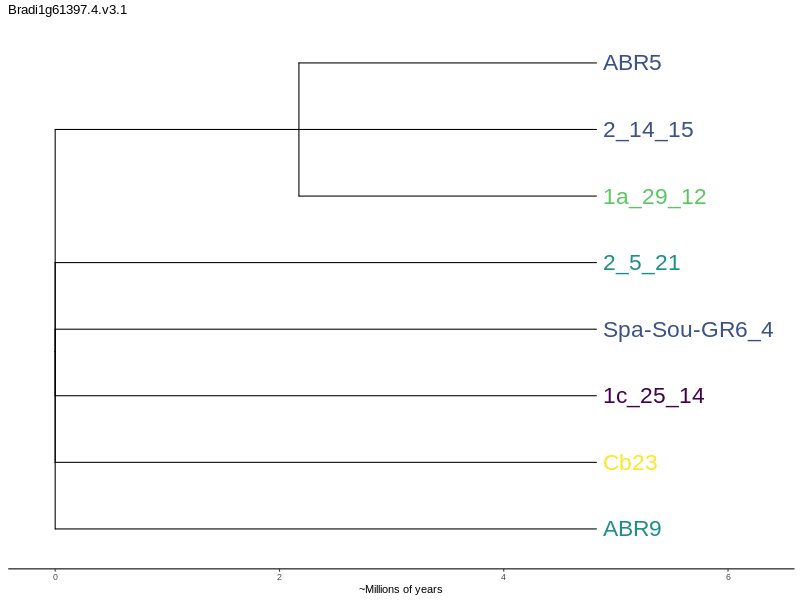 Bradi1g61397.4.v3.1
ABR5
2_14_15
1a_29_12
2_5_21
Spa-Sou-GR6_4
1c_25_14
Cb23
ABR9
0 2 4 6
~Millions of years